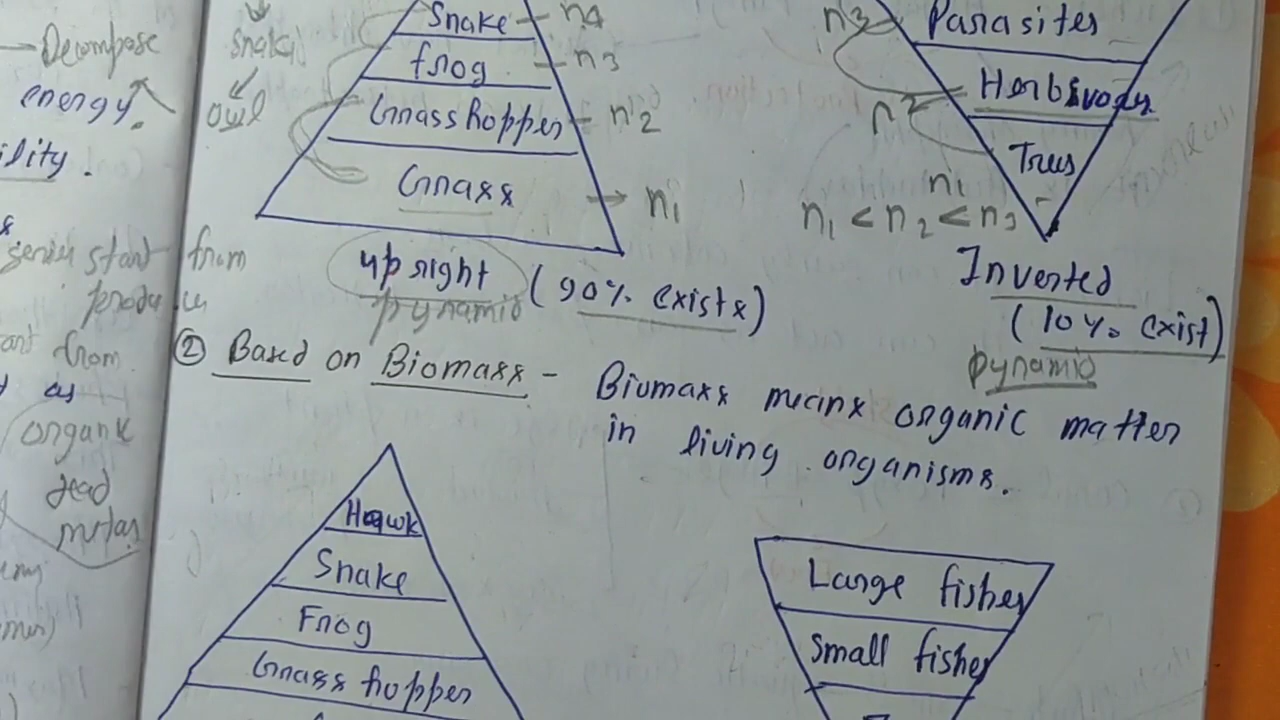 Decompose
energy.
ility.
series start from
from
as
organic
dead
snake
owl
Snake - n4
frog - n3
Grass hopper - n2
Grass → n1
upright (90% exists)
pyramid
n3 Parasites
Herbivores
n2
Trees
n1
n1 < n2 < n3
Inverted
(10% exist)
pyramid
② Based on Biomass - Biomass means organic matter
in living organisms.
Hawk
Snake
Frog
Grass hopper
Large fishes
Small fishes